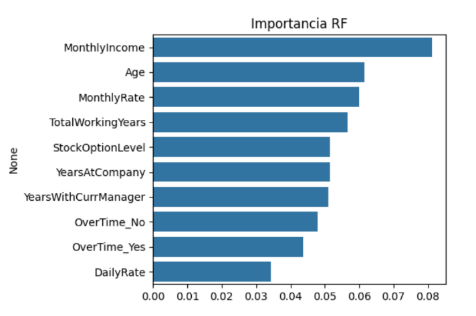 Importancia RF
None
MonthlyIncome
Age
MonthlyRate
TotalWorkingYears
StockOptionLevel
YearsAtCompany
YearsWithCurrManager
OverTime_No
OverTime_Yes
DailyRate
0.00 0.01 0.02 0.03 0.04 0.05 0.06 0.07 0.08